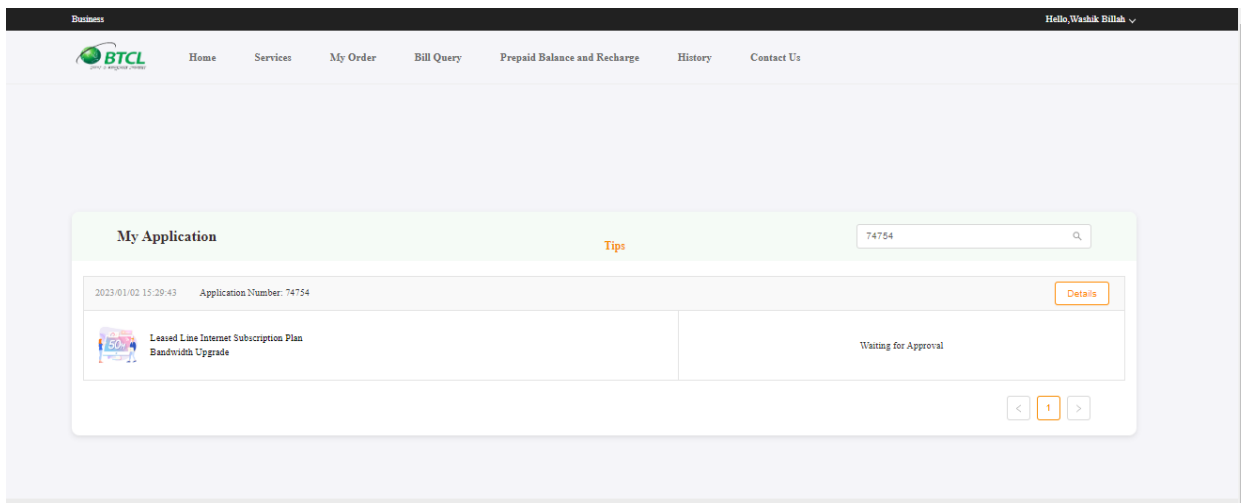 Business
Hello,Washik Billah
BTCL
Home Services My Order Bill Query Prepaid Balance and Recharge History Contact Us
My Application
Tips
74754
2023/01/02 15:29:43 Application Number: 74754
Details
Leased Line Internet Subscription Plan
Bandwidth Upgrade
Waiting for Approval
< 1 >